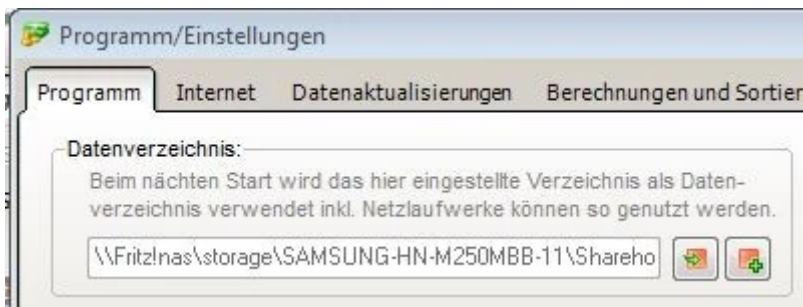 Programm/Einstellungen
Programm Internet Datenaktualisierungen Berechnungen und Sortier
Datenverzeichnis:
Beim nächten Start wird das hier eingestellte Verzeichnis als Daten-
verzeichnis verwendet inkl. Netzlaufwerke können so genutzt werden.
\\Fritz!nas\storage\SAMSUNG-HN-M250MBB-11\Shareho